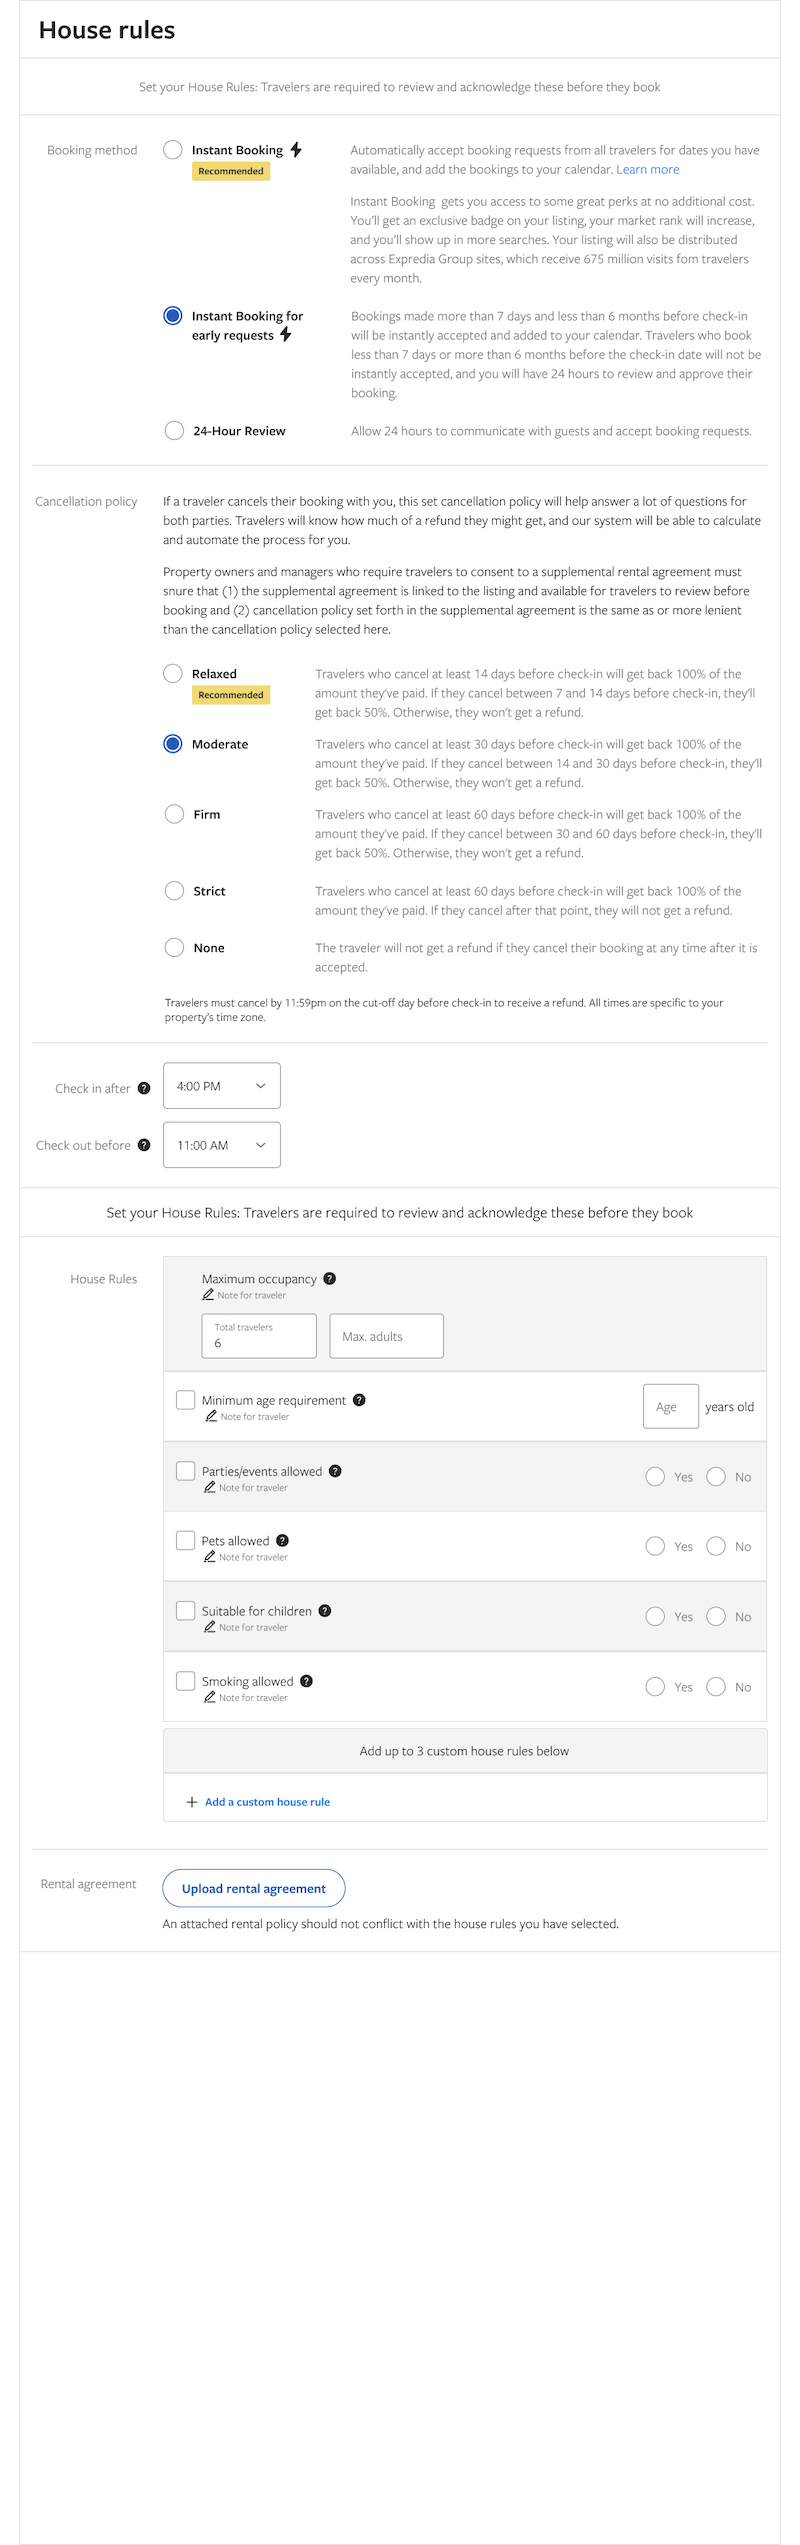 House rules
Set your House Rules: Travelers are required to review and acknowledge these before they book
Booking method
Instant Booking
Recommended
Automatically accept booking requests from all travelers for dates you have
available, and add the bookings to your calendar. Learn more
Instant Booking gets you access to some great perks at no additional cost.
You'll get an exclusive badge on your listing, your market rank will increase,
and you'll show up in more searches. Your listing will also be distributed
across Expredia Group sites, which receive 675 million visits fom travelers
every month.
Instant Booking for
early requests
Bookings made more than 7 days and less than 6 months before check-in
will be instantly accepted and added to your calendar. Travelers who book
less than 7 days or more than 6 months before the check-in date will not be
instantly accepted, and you will have 24 hours to review and approve their
booking.
24-Hour Review
Allow 24 hours to communicate with guests and accept booking requests.
Cancellation policy
If a traveler cancels their booking with you, this set cancellation policy will help answer a lot of questions for
both parties. Travelers will know how much of a refund they might get, and our system will be able to calculate
and automate the process for you.
Property owners and managers who require travelers to consent to a supplemental rental agreement must
snure that (1) the supplemental agreement is linked to the listing and available for travelers to review before
booking and (2) cancellation policy set forth in the supplemental agreement is the same as or more lenient
than the cancellation policy selected here.
Relaxed
Recommended
Travelers who cancel at least 14 days before check-in will get back 100% of the
amount they've paid. If they cancel between 7 and 14 days before check-in, they'll
get back 50%. Otherwise, they won't get a refund.
Moderate
Travelers who cancel at least 30 days before check-in will get back 100% of the
amount they've paid. If they cancel between 14 and 30 days before check-in, they'll
get back 50%. Otherwise, they won't get a refund.
Firm
Travelers who cancel at least 60 days before check-in will get back 100% of the
amount they've paid. If they cancel between 30 and 60 days before check-in, they'll
get back 50%. Otherwise, they won't get a refund.
Strict
Travelers who cancel at least 60 days before check-in will get back 100% of the
amount they've paid. If they cancel after that point, they will not get a refund.
None
The traveler will not get a refund if they cancel their booking at any time after it is
accepted.
Travelers must cancel by 11:59pm on the cut-off day before check-in to receive a refund. All times are specific to your
property's time zone.
Check in after ?
4:00 PM
Check out before ?
11:00 AM
Set your House Rules: Travelers are required to review and acknowledge these before they book
House Rules
Maximum occupancy ?
Note for traveler
Total travelers
6
Max. adults
Minimum age requirement ?
Note for traveler
Age years old
Parties/events allowed ?
Note for traveler
Yes No
Pets allowed ?
Note for traveler
Yes No
Suitable for children ?
Note for traveler
Yes No
Smoking allowed ?
Note for traveler
Yes No
Add up to 3 custom house rules below
+ Add a custom house rule
Rental agreement
Upload rental agreement
An attached rental policy should not conflict with the house rules you have selected.